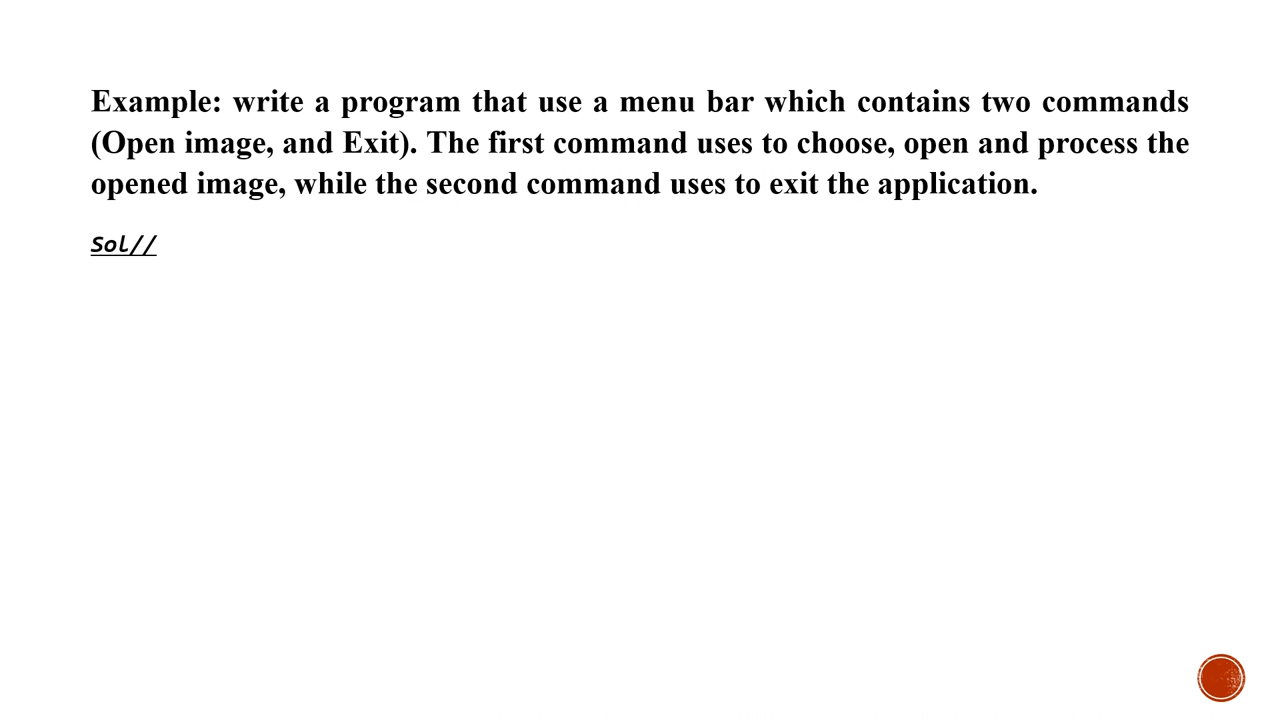 Example: write a program that use a menu bar which contains two commands
(Open image, and Exit). The first command uses to choose, open and process the
opened image, while the second command uses to exit the application.
Sol//